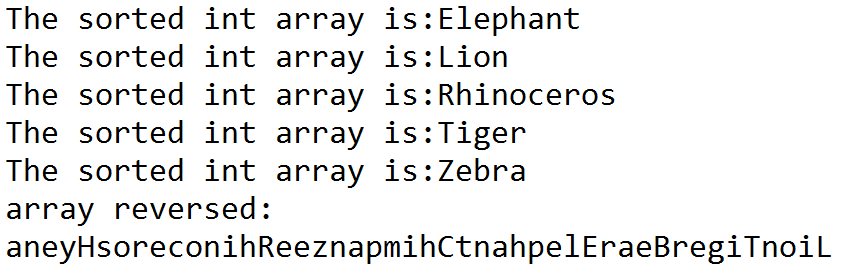 The sorted int array is:Elephant
The sorted int array is:Lion
The sorted int array is:Rhinoceros
The sorted int array is:Tiger
The sorted int array is:Zebra
array reversed:
aneyHsoreconihReeznapmihCtnahpelEraeBregiTnoiL